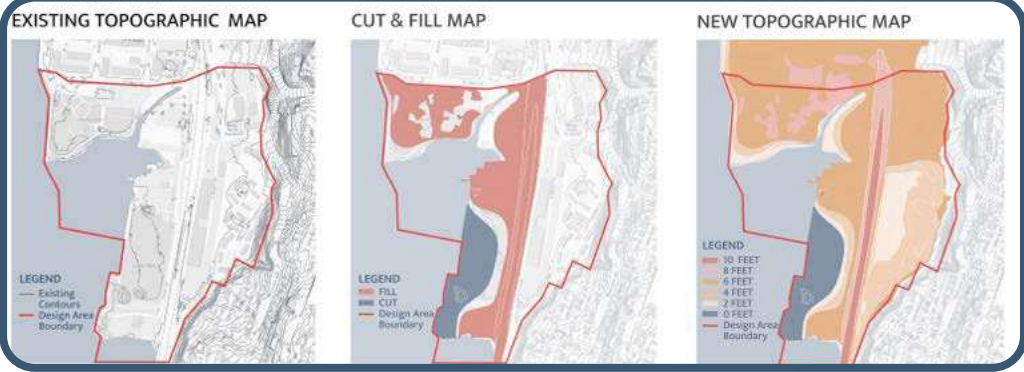 EXISTING TOPOGRAPHIC MAP
LEGEND
Existing
Contours
Design Area
Boundary
CUT & FILL MAP
LEGEND
FILL
CUT
Design Area
Boundary
NEW TOPOGRAPHIC MAP
LEGEND
10 FEET
8 FEET
6 FEET
4 FEET
2 FEET
0 FEET
Design Area
Boundary